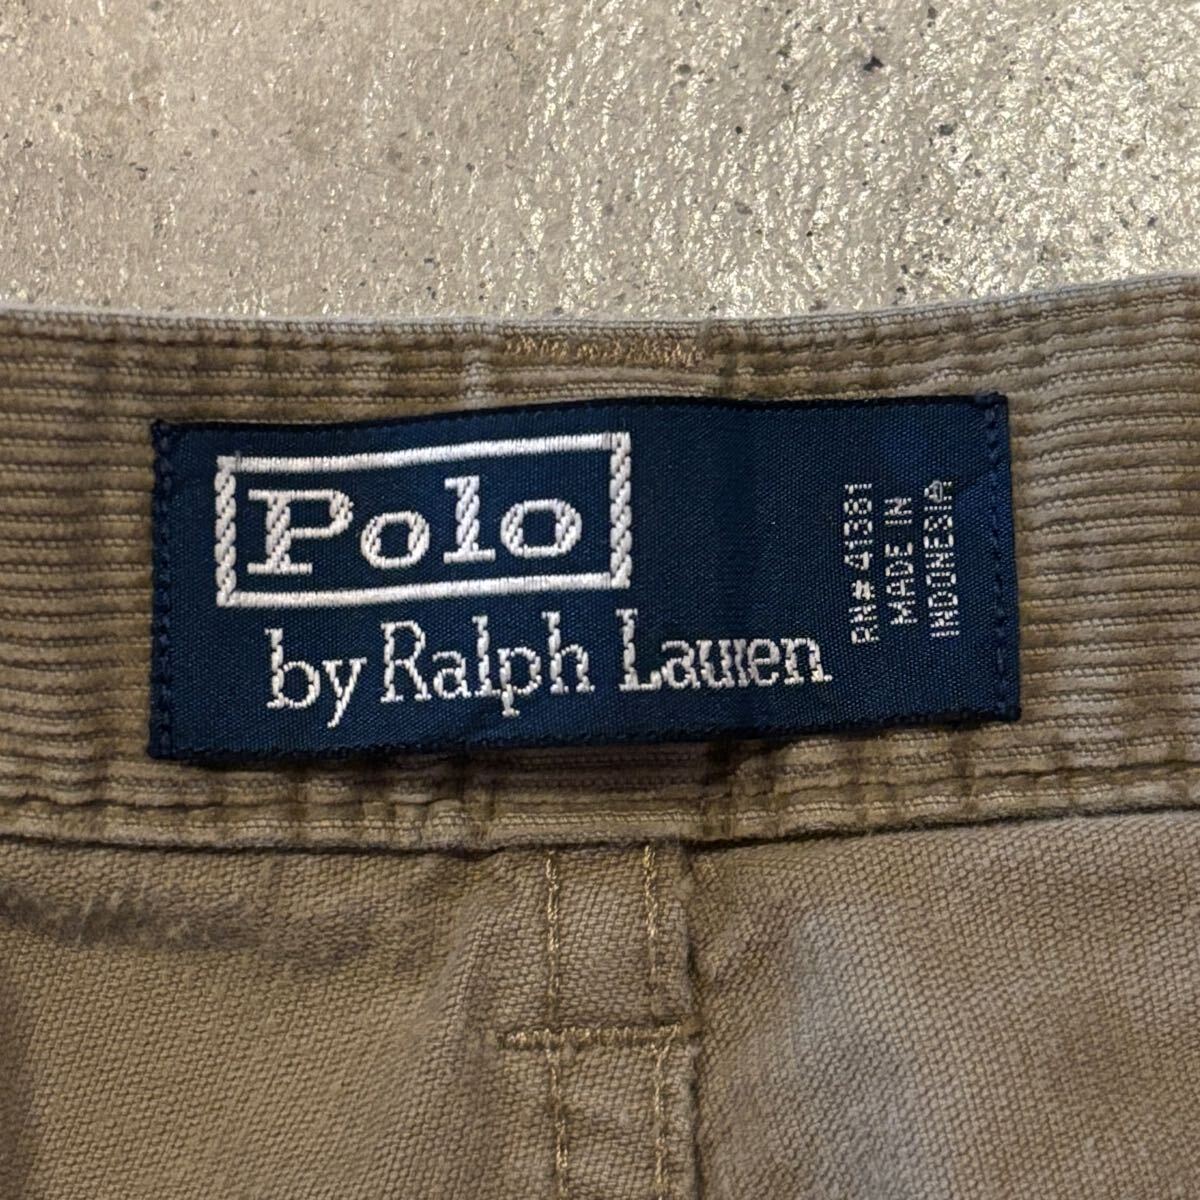 Polo
by Ralph Lauren
RN# 41381
MADE IN
INDONESIA